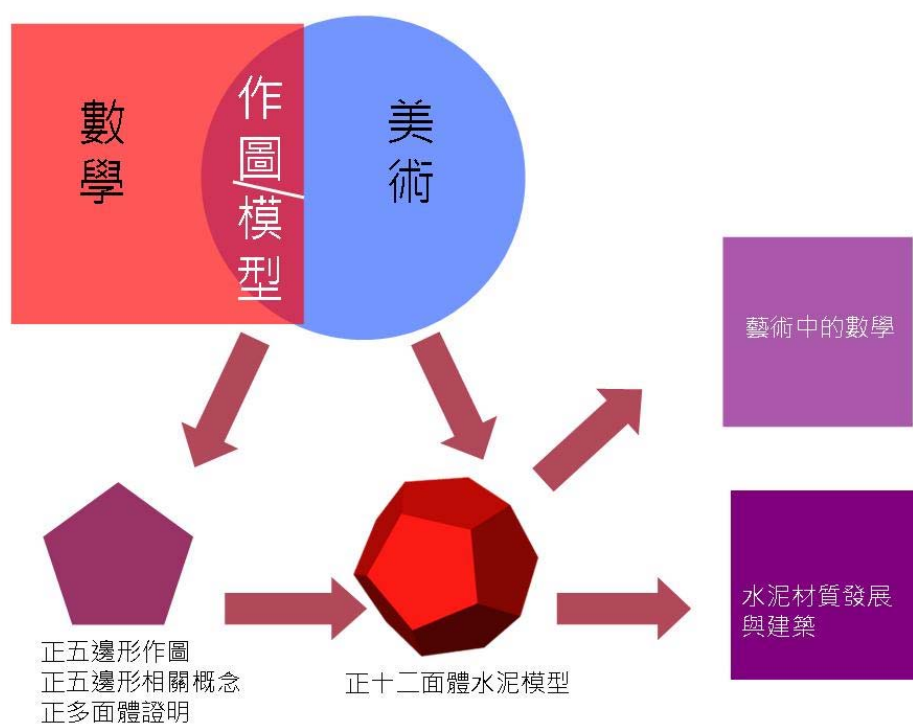 數學
作圖/模型
美術
藝術中的數學
正五邊形作圖
正五邊形相關概念
正多面體證明
正十二面體水泥模型
水泥材質發展
與建築